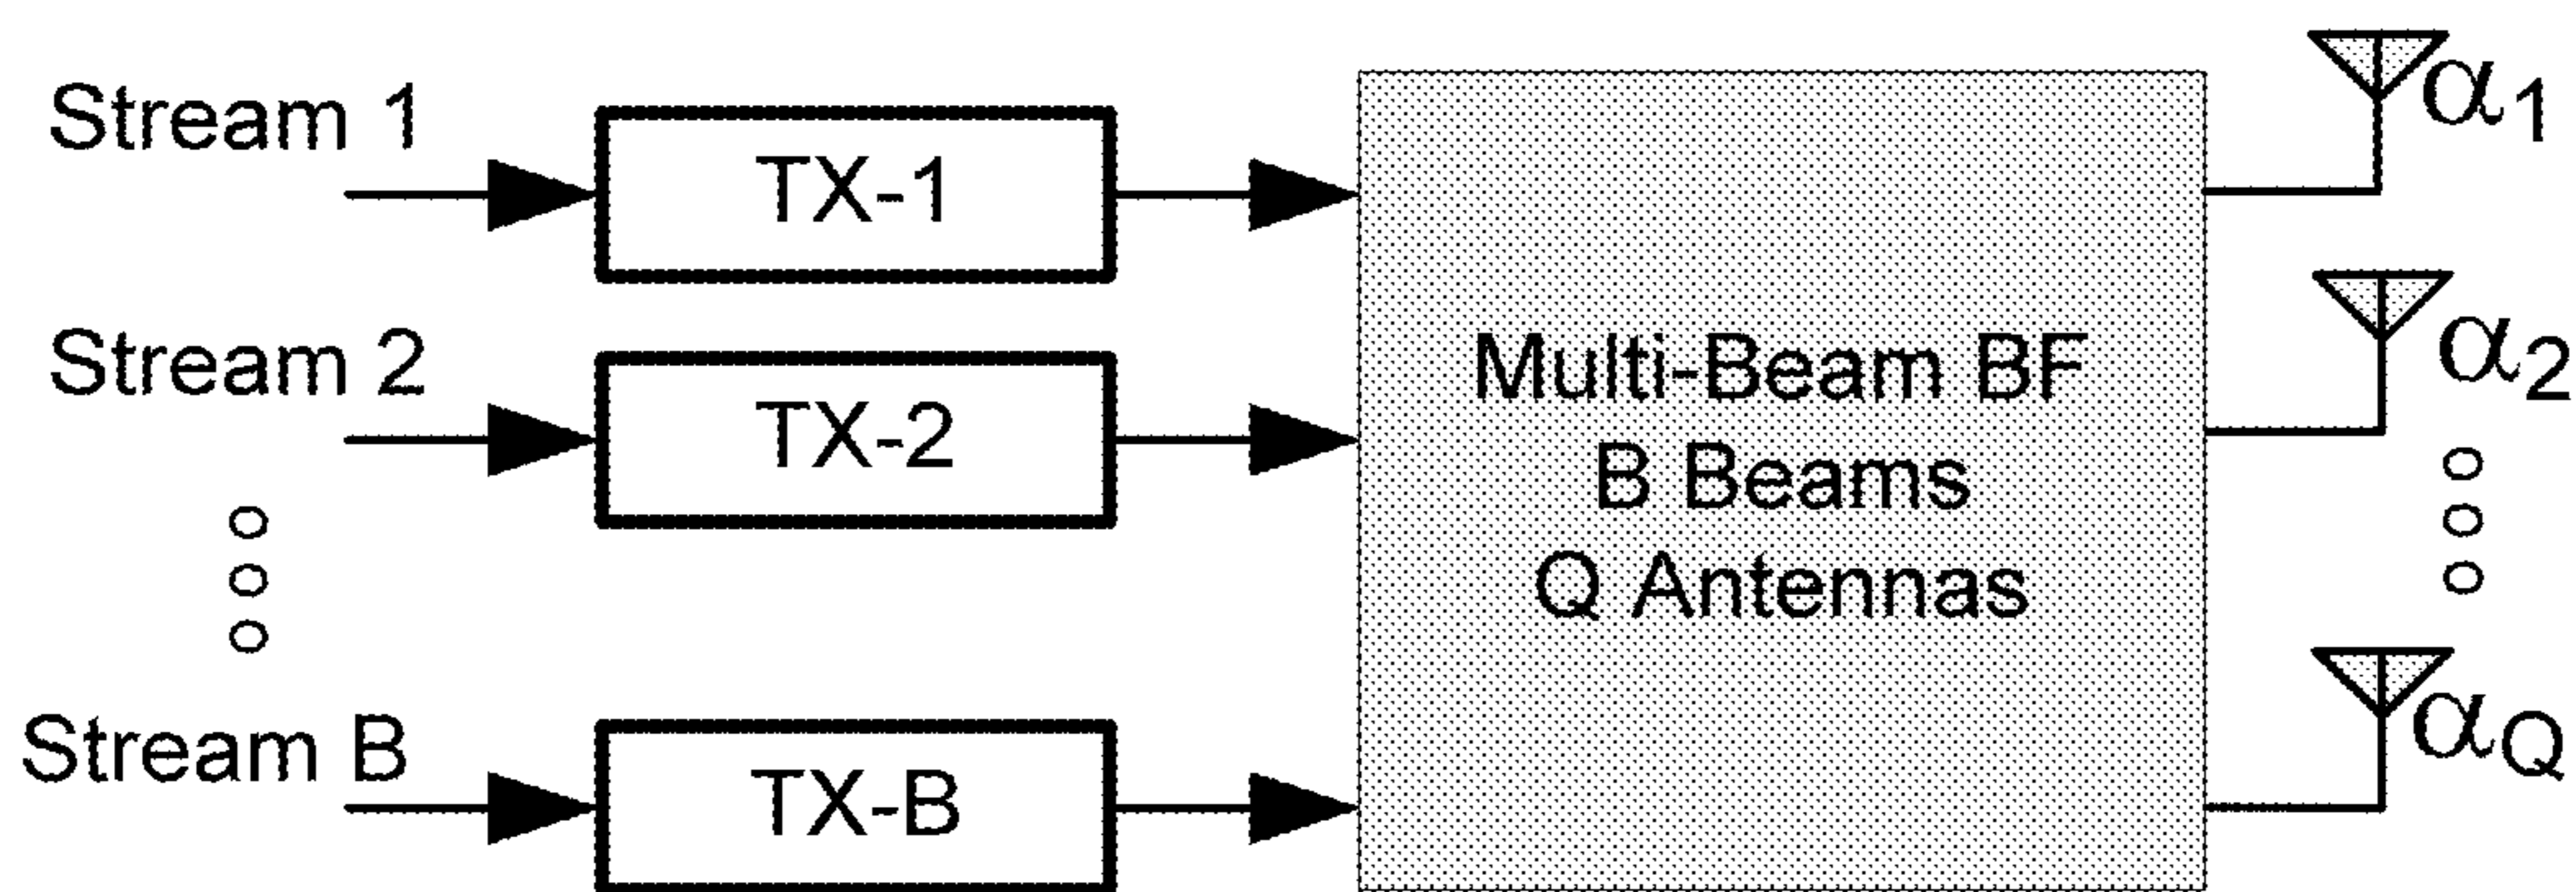 Stream 1
TX-1
α1
Stream 2
TX-2
α2
Multi-Beam BF
B Beams
Q Antennas
Stream B
TX-B
αQ